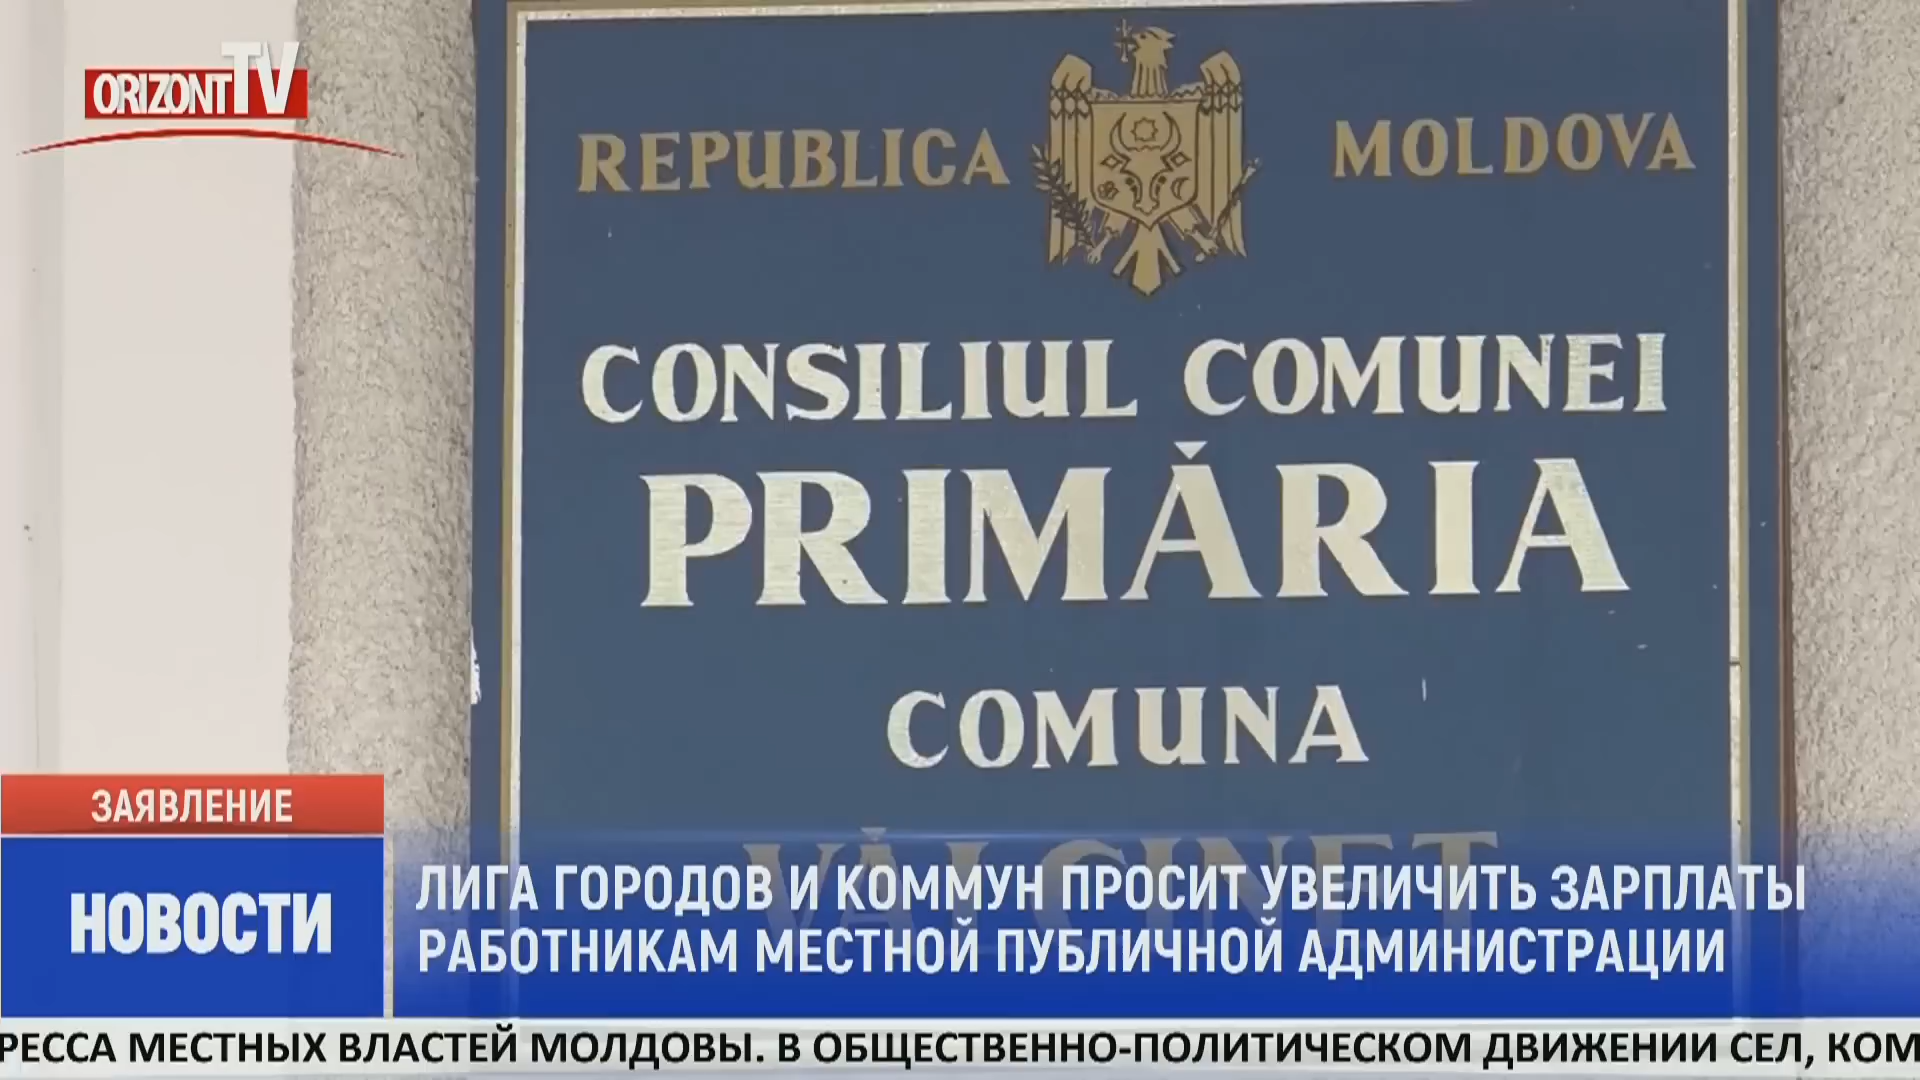 ORIZONT TV
REPUBLICA MOLDOVA
CONSILIUL COMUNEI
PRIMĂRIA
COMUNA
VĂLCINEȚ
ЗАЯВЛЕНИЕ
НОВОСТИ
ЛИГА ГОРОДОВ И КОММУН ПРОСИТ УВЕЛИЧИТЬ ЗАРПЛАТЫ
РАБОТНИКАМ МЕСТНОЙ ПУБЛИЧНОЙ АДМИНИСТРАЦИИ
РЕССА МЕСТНЫХ ВЛАСТЕЙ МОЛДОВЫ. В ОБЩЕСТВЕННО-ПОЛИТИЧЕСКОМ ДВИЖЕНИИ СЕЛ, КОМ